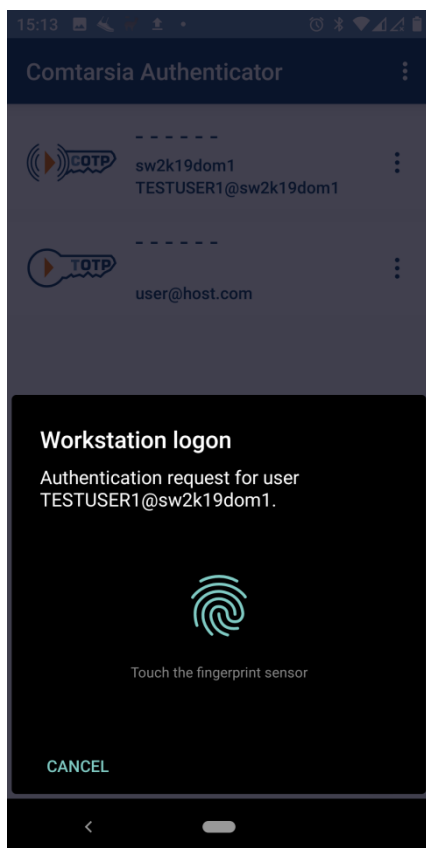 15:13
Comtarsia Authenticator
COTP
- - - - - -
sw2k19dom1
TESTUSER1@sw2k19dom1
TOTP
- - - - - -
user@host.com
Workstation logon
Authentication request for user
TESTUSER1@sw2k19dom1.
Touch the fingerprint sensor
CANCEL